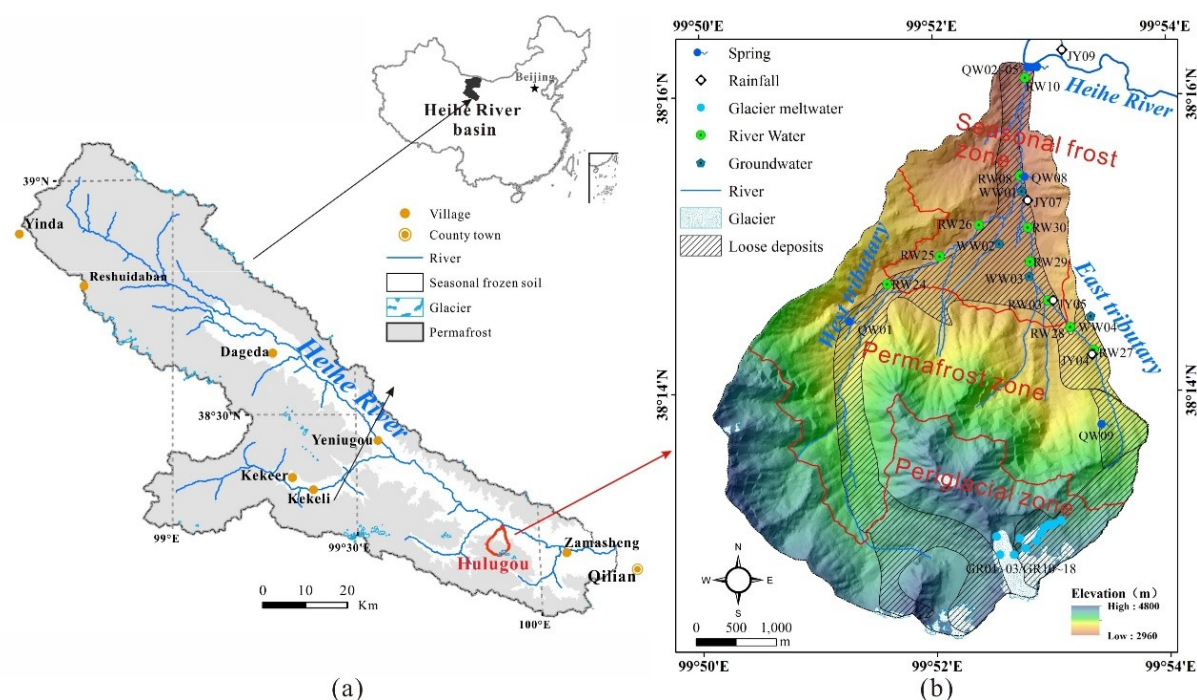 Beijing
Heihe River
basin
39°N
Yinda
Reshuidaban
Village
County town
River
Seasonal frozen soil
Glacier
Permafrost
Dageda
Heihe River
38°30'N
Yeniugou
Kekeer
Kekeli
99°E
99°30'E
Hulugou
Zamasheng
Qilian
100°E
0 10 20
Km
(a)
99°50'E 99°52'E 99°54'E
Spring
Rainfall
Glacier meltwater
River Water
Groundwater
River
Glacier
Loose deposits
JY09
QW02~05
RW10
Heihe River
38°16'N
38°16'N
Seasonal frost
zone
RW08
QW08
WW01
JY07
RW26
RW30
WW02
RW25
RW29
WW03
RW24
RW03
JY05
West tributary
East tributary
QW01
WW04
RW28
RW27
JY04
Permafrost zone
38°14'N
38°14'N
QW09
Periglacial zone
GR01~03
GR10~18
N
W E
S
0 500 1,000
m
Elevation（m）
High : 4800
Low : 2960
99°50'E 99°52'E 99°54'E
(b)